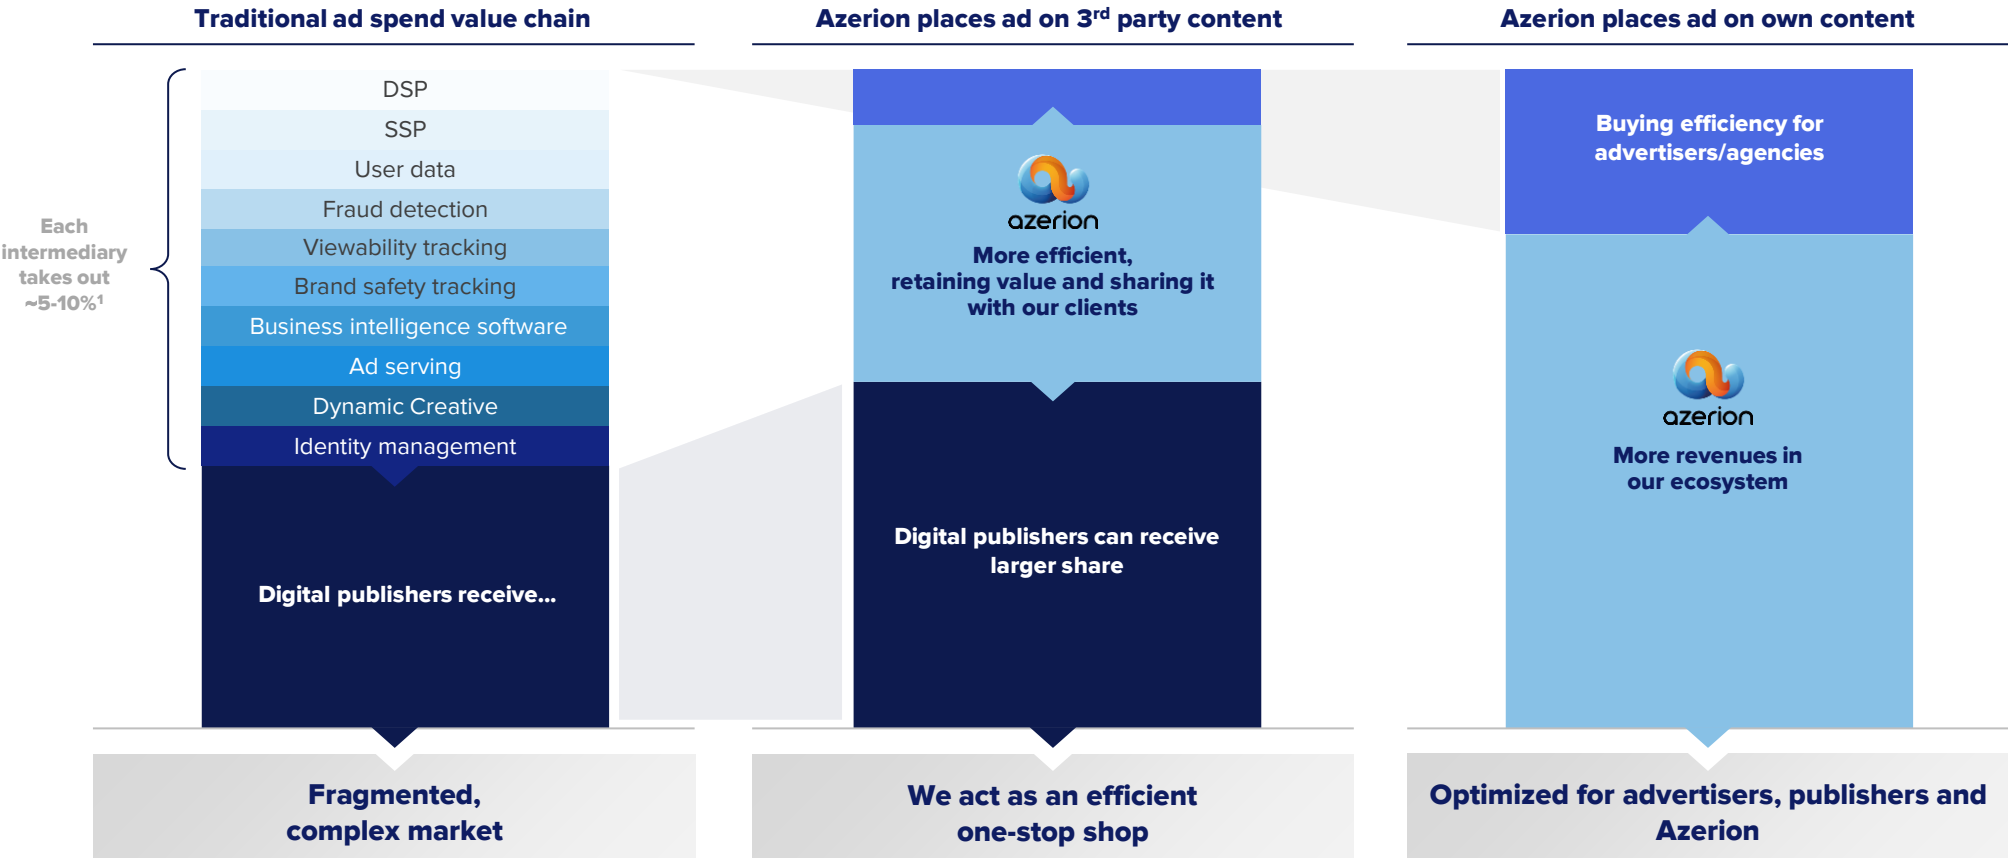 Traditional ad spend value chain
Azerion places ad on 3rd party content
Azerion places ad on own content
Each
intermediary
takes out
~5-10%¹
DSP
SSP
User data
Fraud detection
Viewability tracking
Brand safety tracking
Business intelligence software
Ad serving
Dynamic Creative
Identity management
Digital publishers receive...
azerion
More efficient,
retaining value and sharing it
with our clients
Digital publishers can receive
larger share
Buying efficiency for
advertisers/agencies
azerion
More revenues in
our ecosystem
Fragmented,
complex market
We act as an efficient
one-stop shop
Optimized for advertisers, publishers and
Azerion